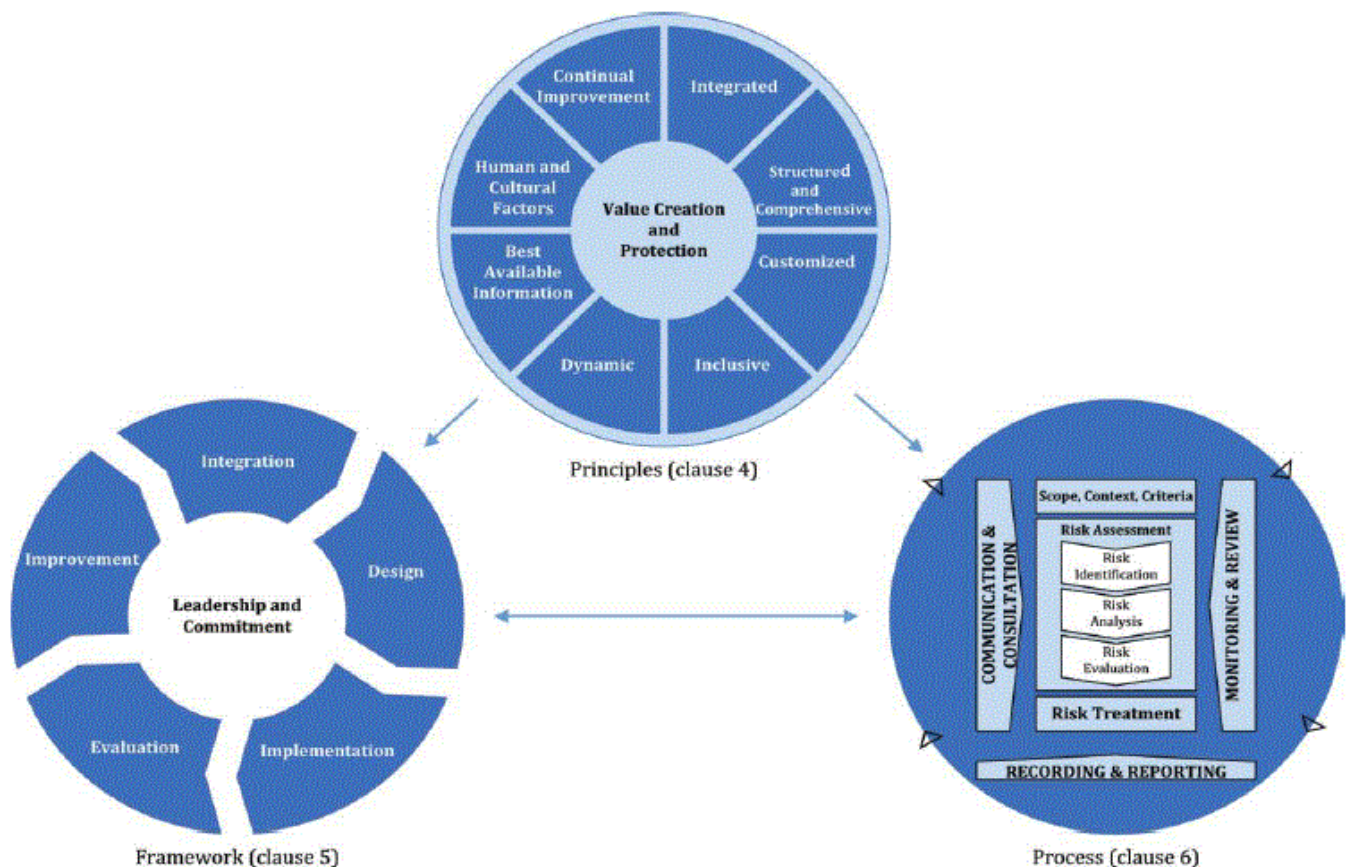 Continual
Improvement
Integrated
Human and
Cultural
Factors
Structured
and
Comprehensive
Value Creation
and
Protection
Best
Available
Information
Customized
Dynamic
Inclusive
Principles (clause 4)
Integration
Improvement
Design
Leadership and
Commitment
Evaluation
Implementation
Framework (clause 5)
COMMUNICATION &
CONSULTATION
Scope, Context, Criteria
Risk Assessment
Risk
Identification
Risk
Analysis
Risk
Evaluation
Risk Treatment
MONITORING & REVIEW
RECORDING & REPORTING
Process (clause 6)